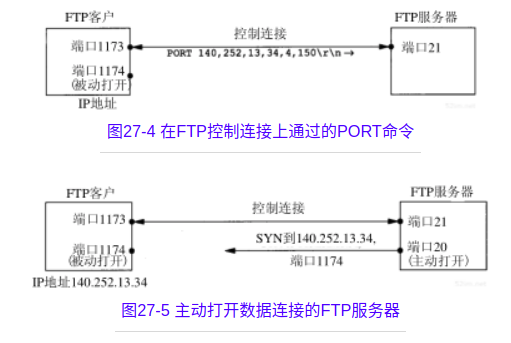 FTP客户
FTP服务器
控制连接
端口1173
端口21
PORT 140,252,13,34,4,150\r\n→
端口1174
(被动打开)
IP地址
图27-4 在FTP控制连接上通过的PORT命令
FTP客户
FTP服务器
控制连接
端口1173
端口21
SYN到140.252.13.34,
端口1174
端口20
(被动打开)
端口1174
(主动打开)
IP地址140.252.13.34
图27-5 主动打开数据连接的FTP服务器